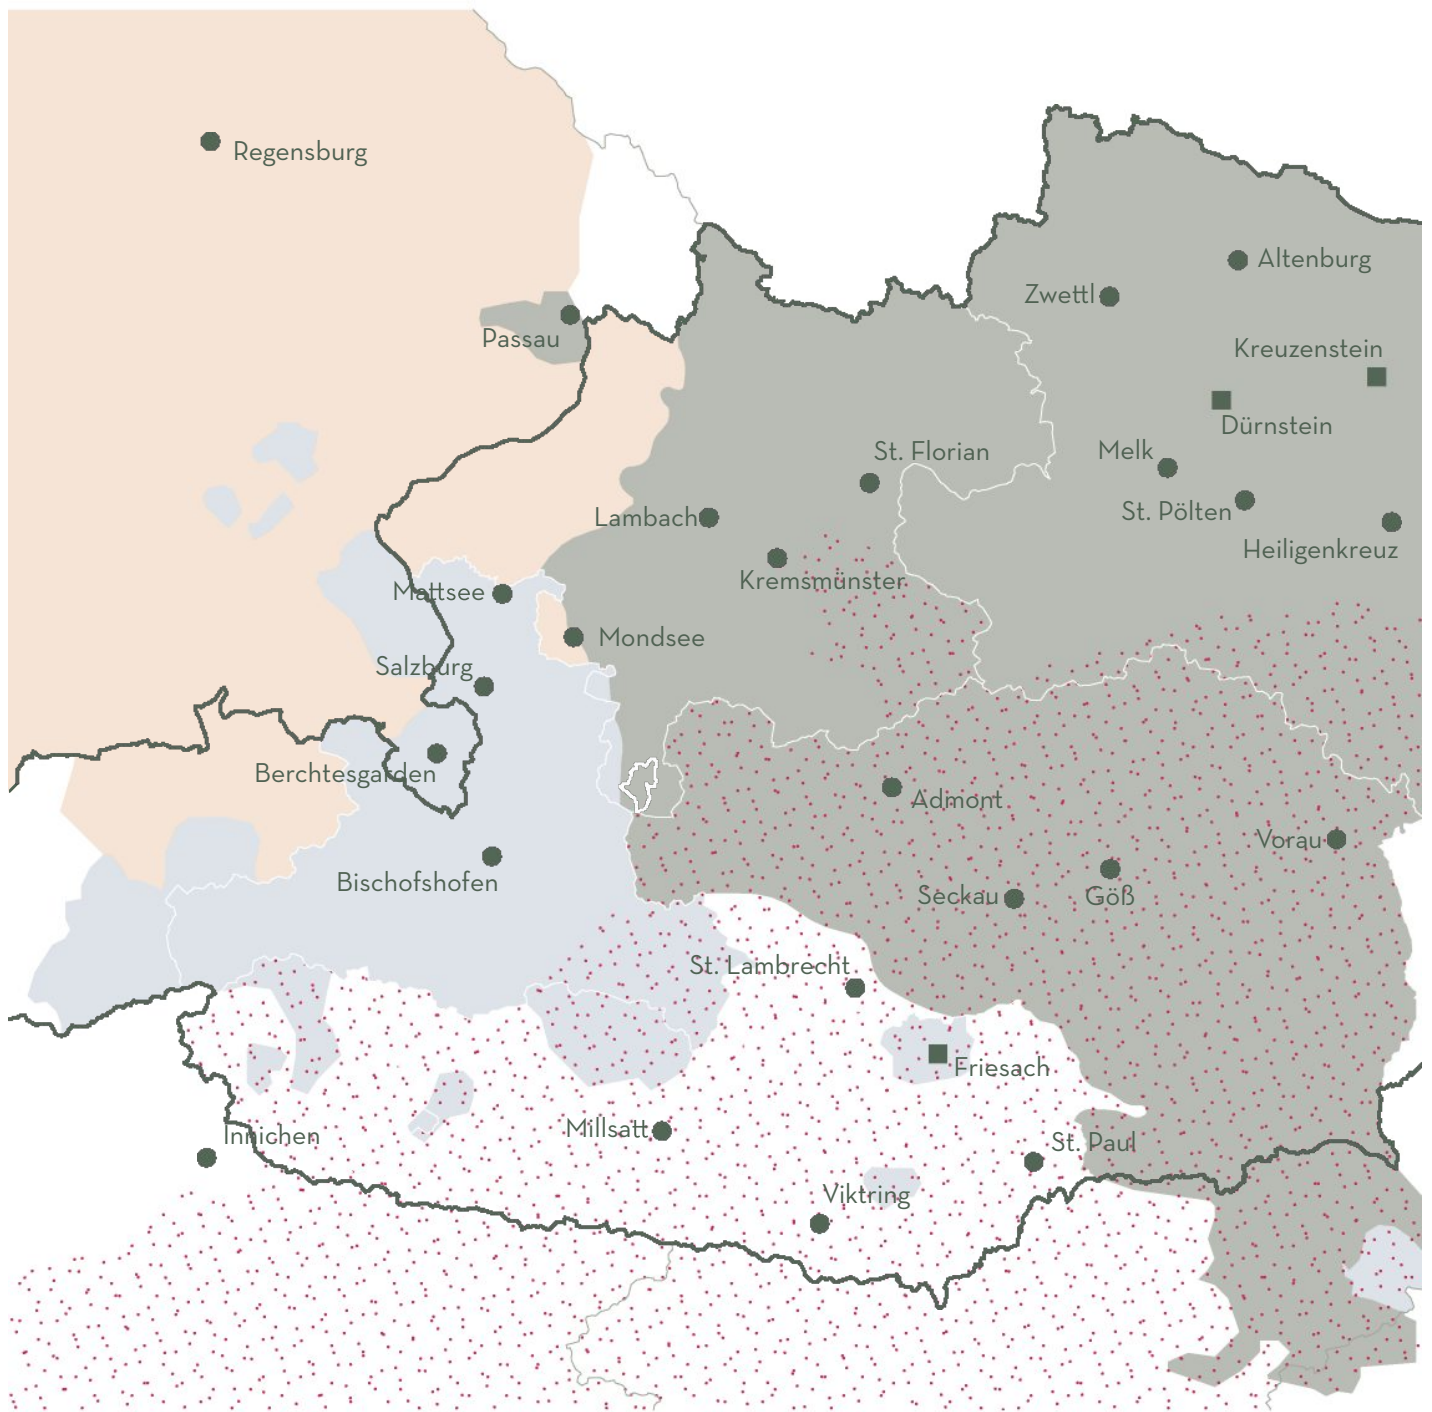 Regensburg
Altenburg
Zwettl
Passau
Kreuzenstein
Dürnstein
St. Florian
Melk
Lambach
St. Pölten
Heiligenkreuz
Kremsmünster
Mattsee
Mondsee
Salzburg
Berchtesgarden
Admont
Vorau
Bischofshofen
Seckau
Göß
St. Lambrecht
Friesach
Innichen
Millsatt
St. Paul
Viktring